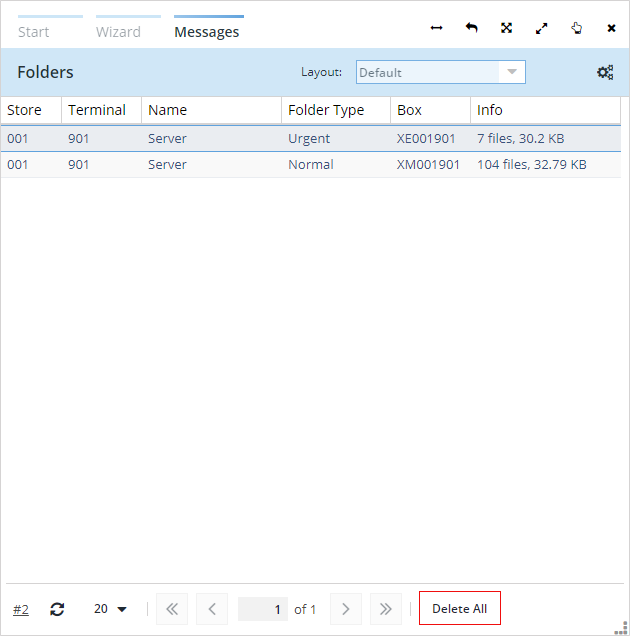 Start Wizard Messages
Folders Layout: Default
Store Terminal Name Folder Type Box Info
001 901 Server Urgent XE001901 7 files, 30.2 KB
001 901 Server Normal XM001901 104 files, 32.79 KB
#2 20 1 of 1 Delete All